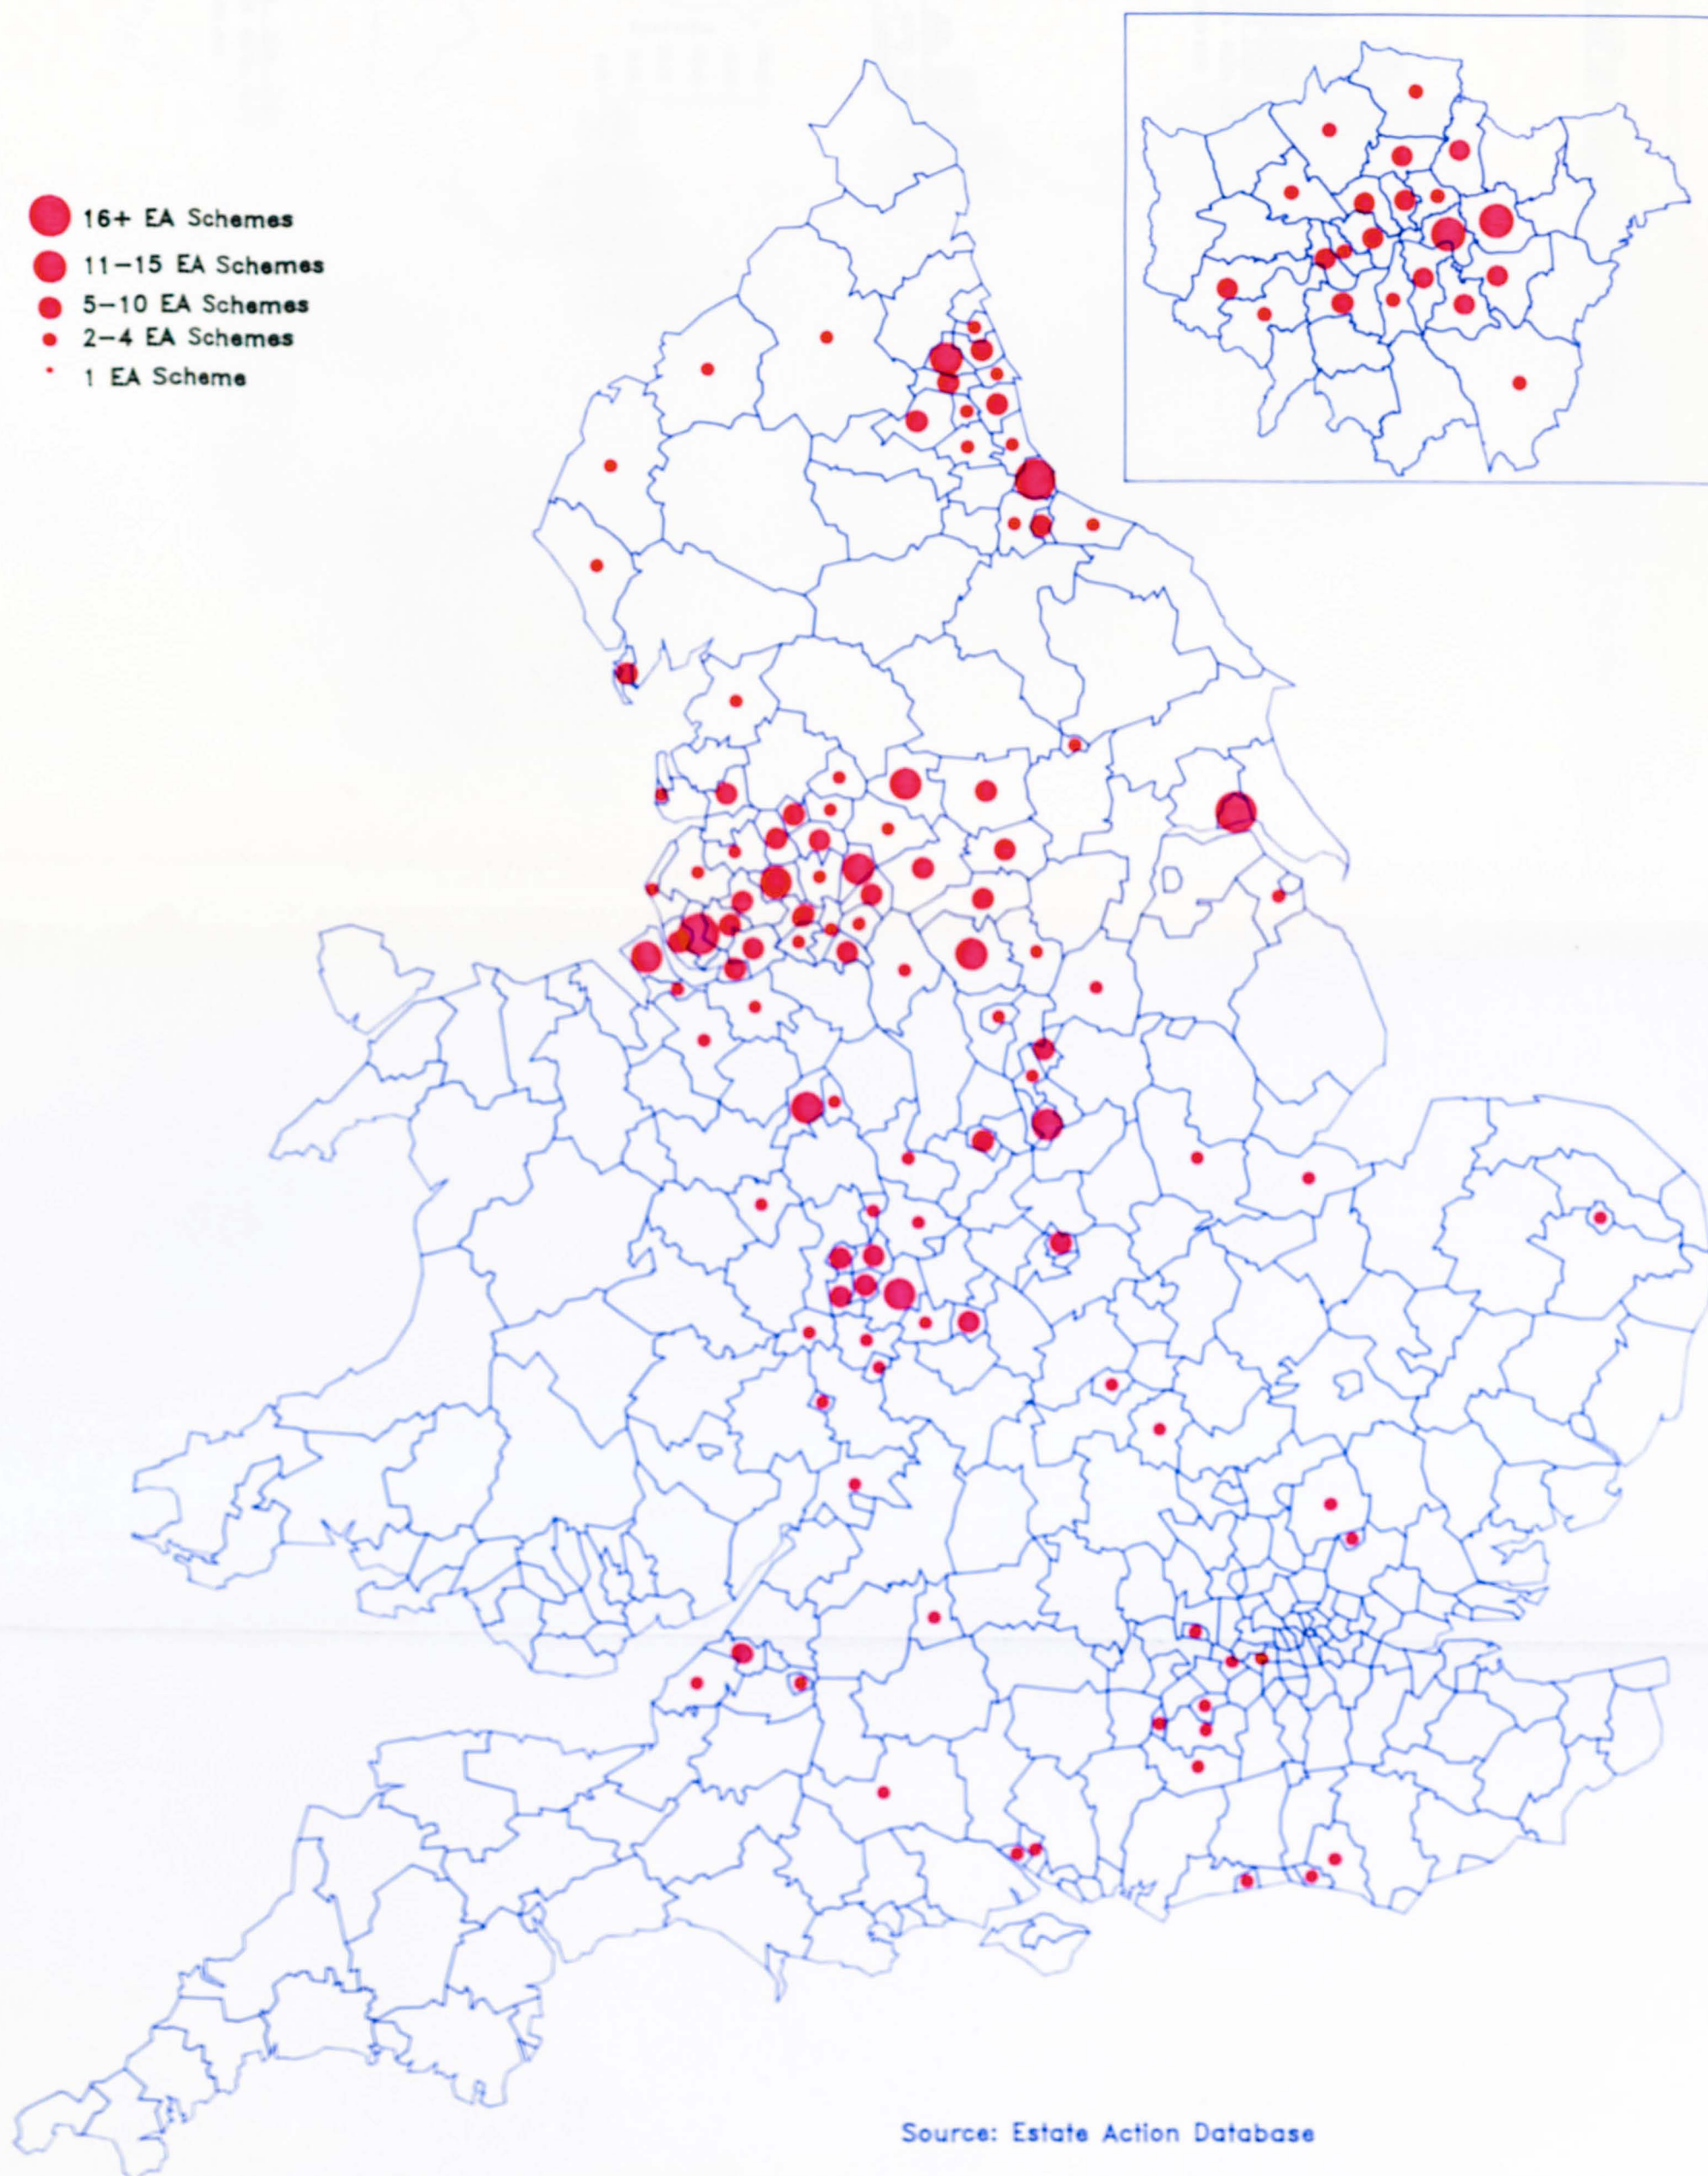 16+ EA Schemes
11-15 EA Schemes
5-10 EA Schemes
2-4 EA Schemes
1 EA Scheme
Source: Estate Action Database